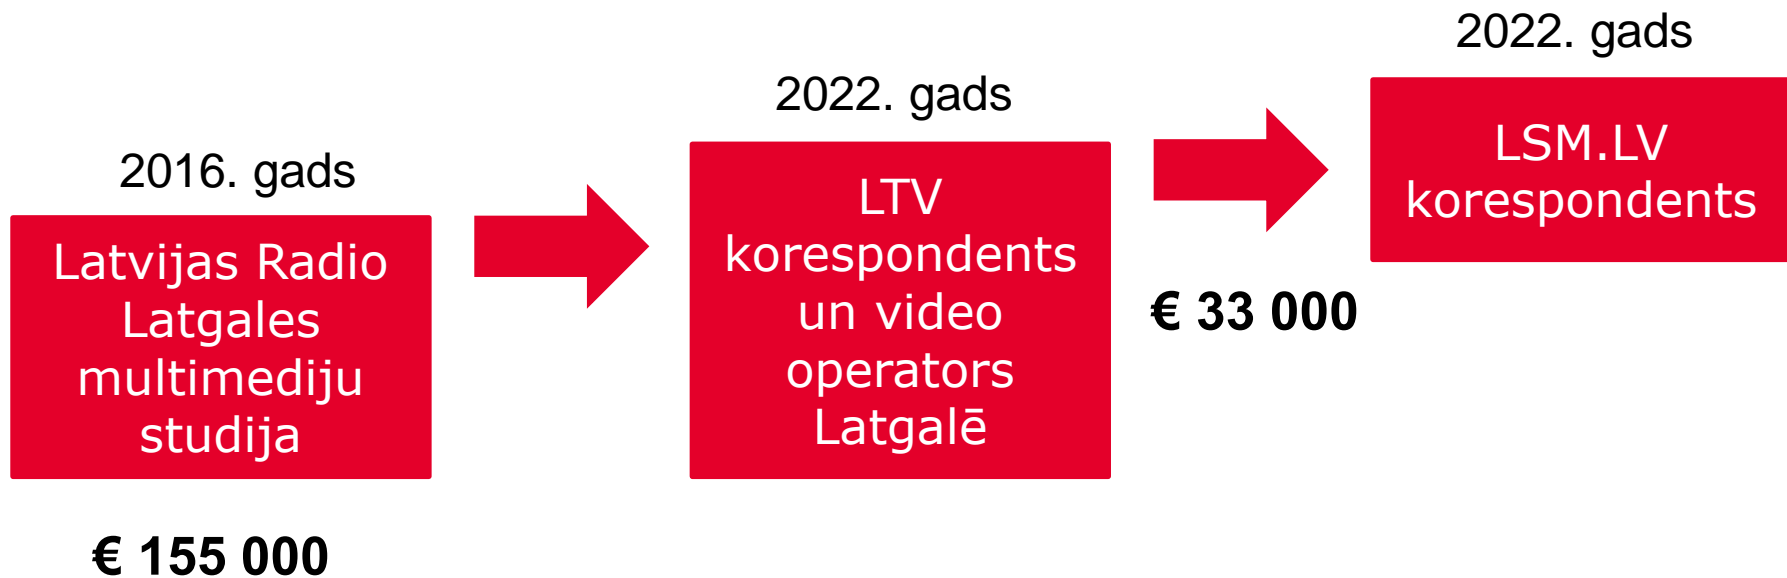 2016. gads
Latvijas Radio
Latgales
multimediju
studija
€ 155 000
2022. gads
LTV
korespondents
un video
operators
Latgalē
€ 33 000
2022. gads
LSM.LV
korespondents